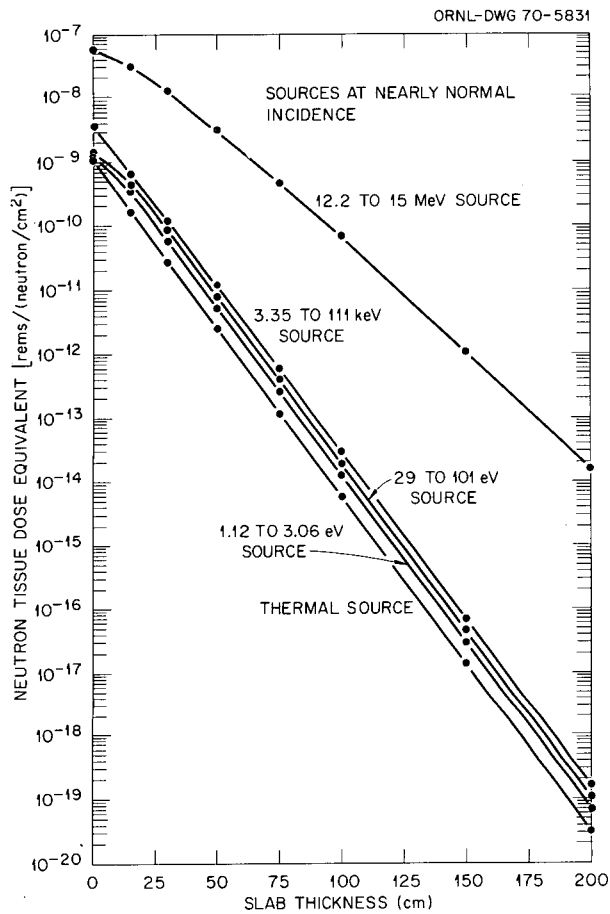 ORNL-DWG 70-5831
NEUTRON TISSUE DOSE EQUIVALENT [rems/(neutron/cm²)]
10⁻⁷
10⁻⁸
10⁻⁹
10⁻¹⁰
10⁻¹¹
10⁻¹²
10⁻¹³
10⁻¹⁴
10⁻¹⁵
10⁻¹⁶
10⁻¹⁷
10⁻¹⁸
10⁻¹⁹
10⁻²⁰
SOURCES AT NEARLY NORMAL
INCIDENCE
12.2 TO 15 MeV SOURCE
3.35 TO 111 keV
SOURCE
29 TO 101 eV
SOURCE
1.12 TO 3.06 eV
SOURCE
THERMAL SOURCE
0 25 50 75 100 125 150 175 200
SLAB THICKNESS (cm)